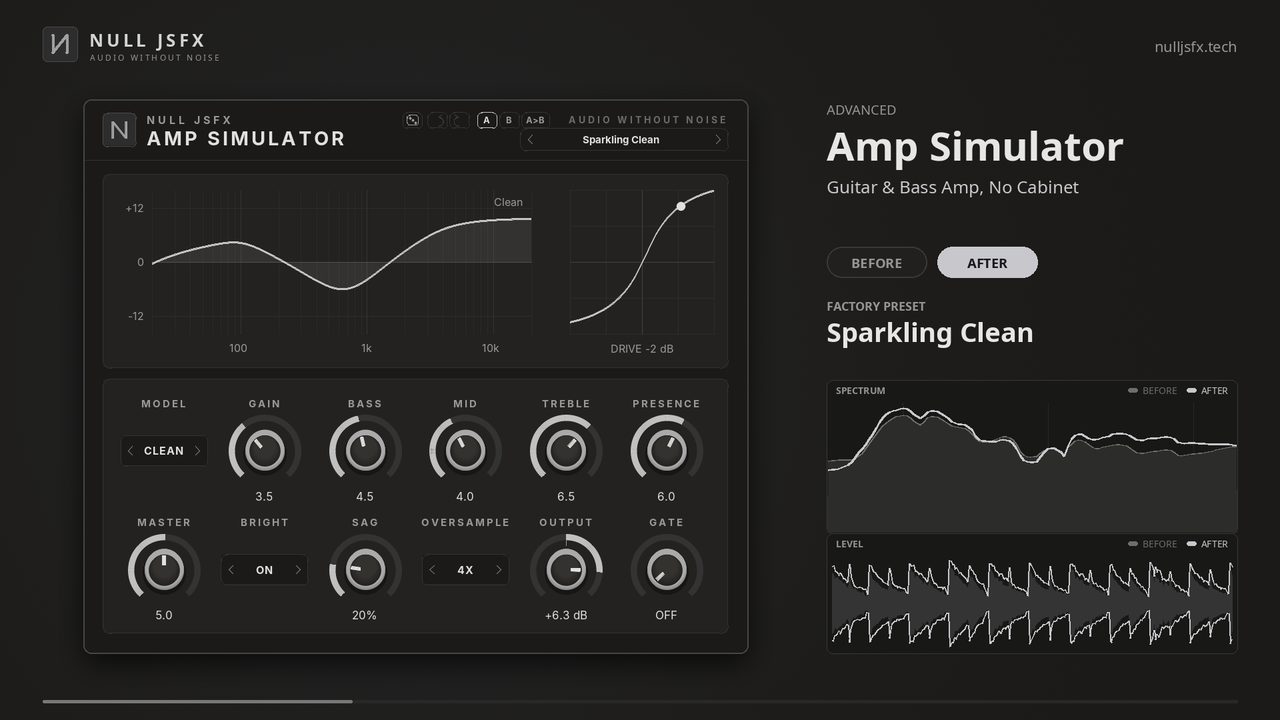 NULL JSFX
AUDIO WITHOUT NOISE
nulljsfx.tech
N
NULL JSFX
AMP SIMULATOR
A
B
A>B
AUDIO WITHOUT NOISE
Sparkling Clean
+12
0
-12
Clean
100
1k
10k
DRIVE -2 dB
MODEL
GAIN
BASS
MID
TREBLE
PRESENCE
CLEAN
3.5
4.5
4.0
6.5
6.0
MASTER
BRIGHT
SAG
OVERSAMPLE
OUTPUT
GATE
ON
4X
5.0
20%
+6.3 dB
OFF
ADVANCED
Amp Simulator
Guitar & Bass Amp, No Cabinet
BEFORE
AFTER
FACTORY PRESET
Sparkling Clean
SPECTRUM
BEFORE
AFTER
LEVEL
BEFORE
AFTER